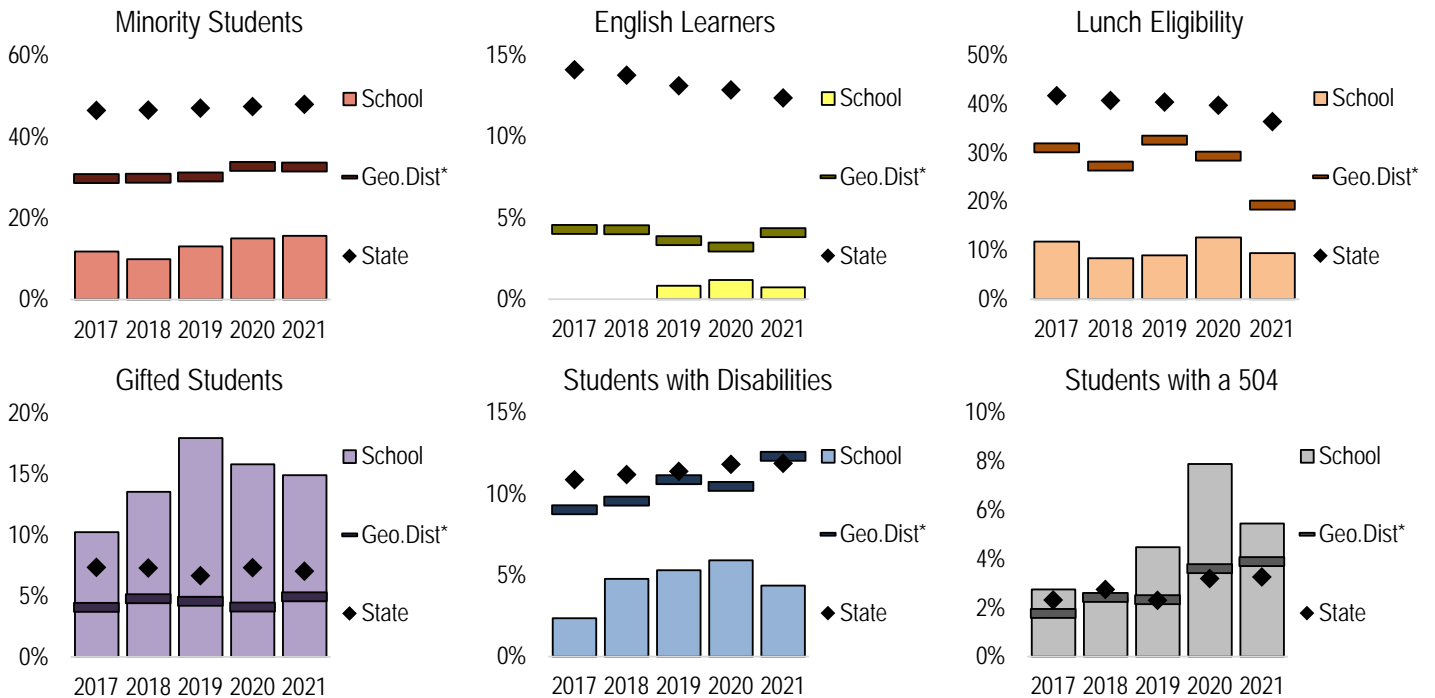 Minority Students
60%
40%
20%
0%
2017 2018 2019 2020 2021
School
Geo.Dist*
State
English Learners
15%
10%
5%
0%
2017 2018 2019 2020 2021
School
Geo.Dist*
State
Lunch Eligibility
50%
40%
30%
20%
10%
0%
2017 2018 2019 2020 2021
School
Geo.Dist*
State
Gifted Students
20%
15%
10%
5%
0%
2017 2018 2019 2020 2021
School
Geo.Dist*
State
Students with Disabilities
15%
10%
5%
0%
2017 2018 2019 2020 2021
School
Geo.Dist*
State
Students with a 504
10%
8%
6%
4%
2%
0%
2017 2018 2019 2020 2021
School
Geo.Dist*
State